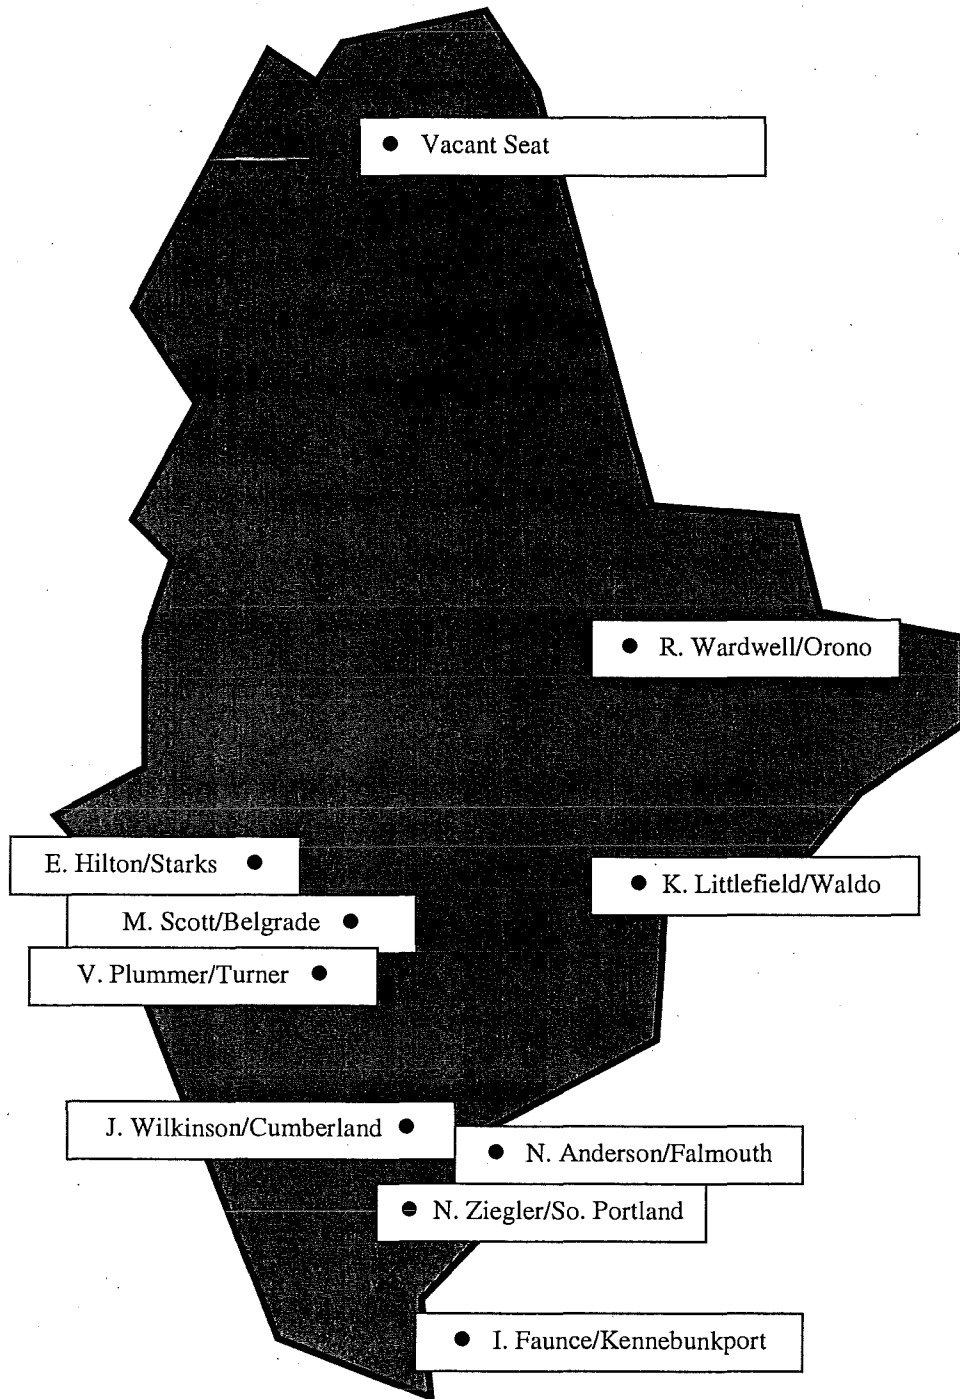 ● Vacant Seat
● R. Wardwell/Orono
E. Hilton/Starks ●
● K. Littlefield/Waldo
M. Scott/Belgrade ●
V. Plummer/Turner ●
J. Wilkinson/Cumberland ●
● N. Anderson/Falmouth
● N. Ziegler/So. Portland
● I. Faunce/Kennebunkport